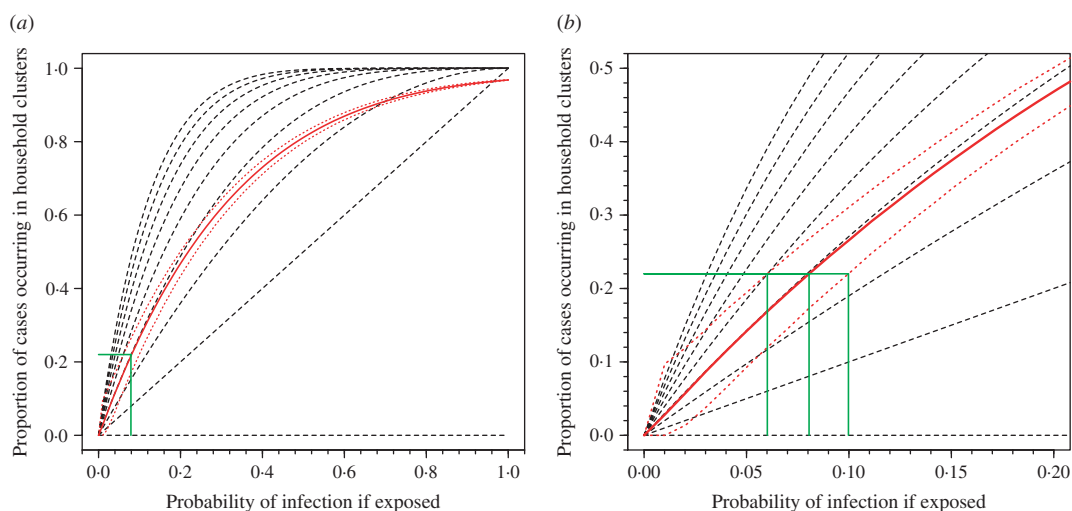 (a)
Proportion of cases occurring in household clusters
1·0
0·8
0·6
0·4
0·2
0·0
0·0 0·2 0·4 0·6 0·8 1·0
Probability of infection if exposed
(b)
Proportion of cases occurring in household clusters
0·5
0·4
0·3
0·2
0·1
0·0
0·00 0·05 0·10 0·15 0·20
Probability of infection if exposed